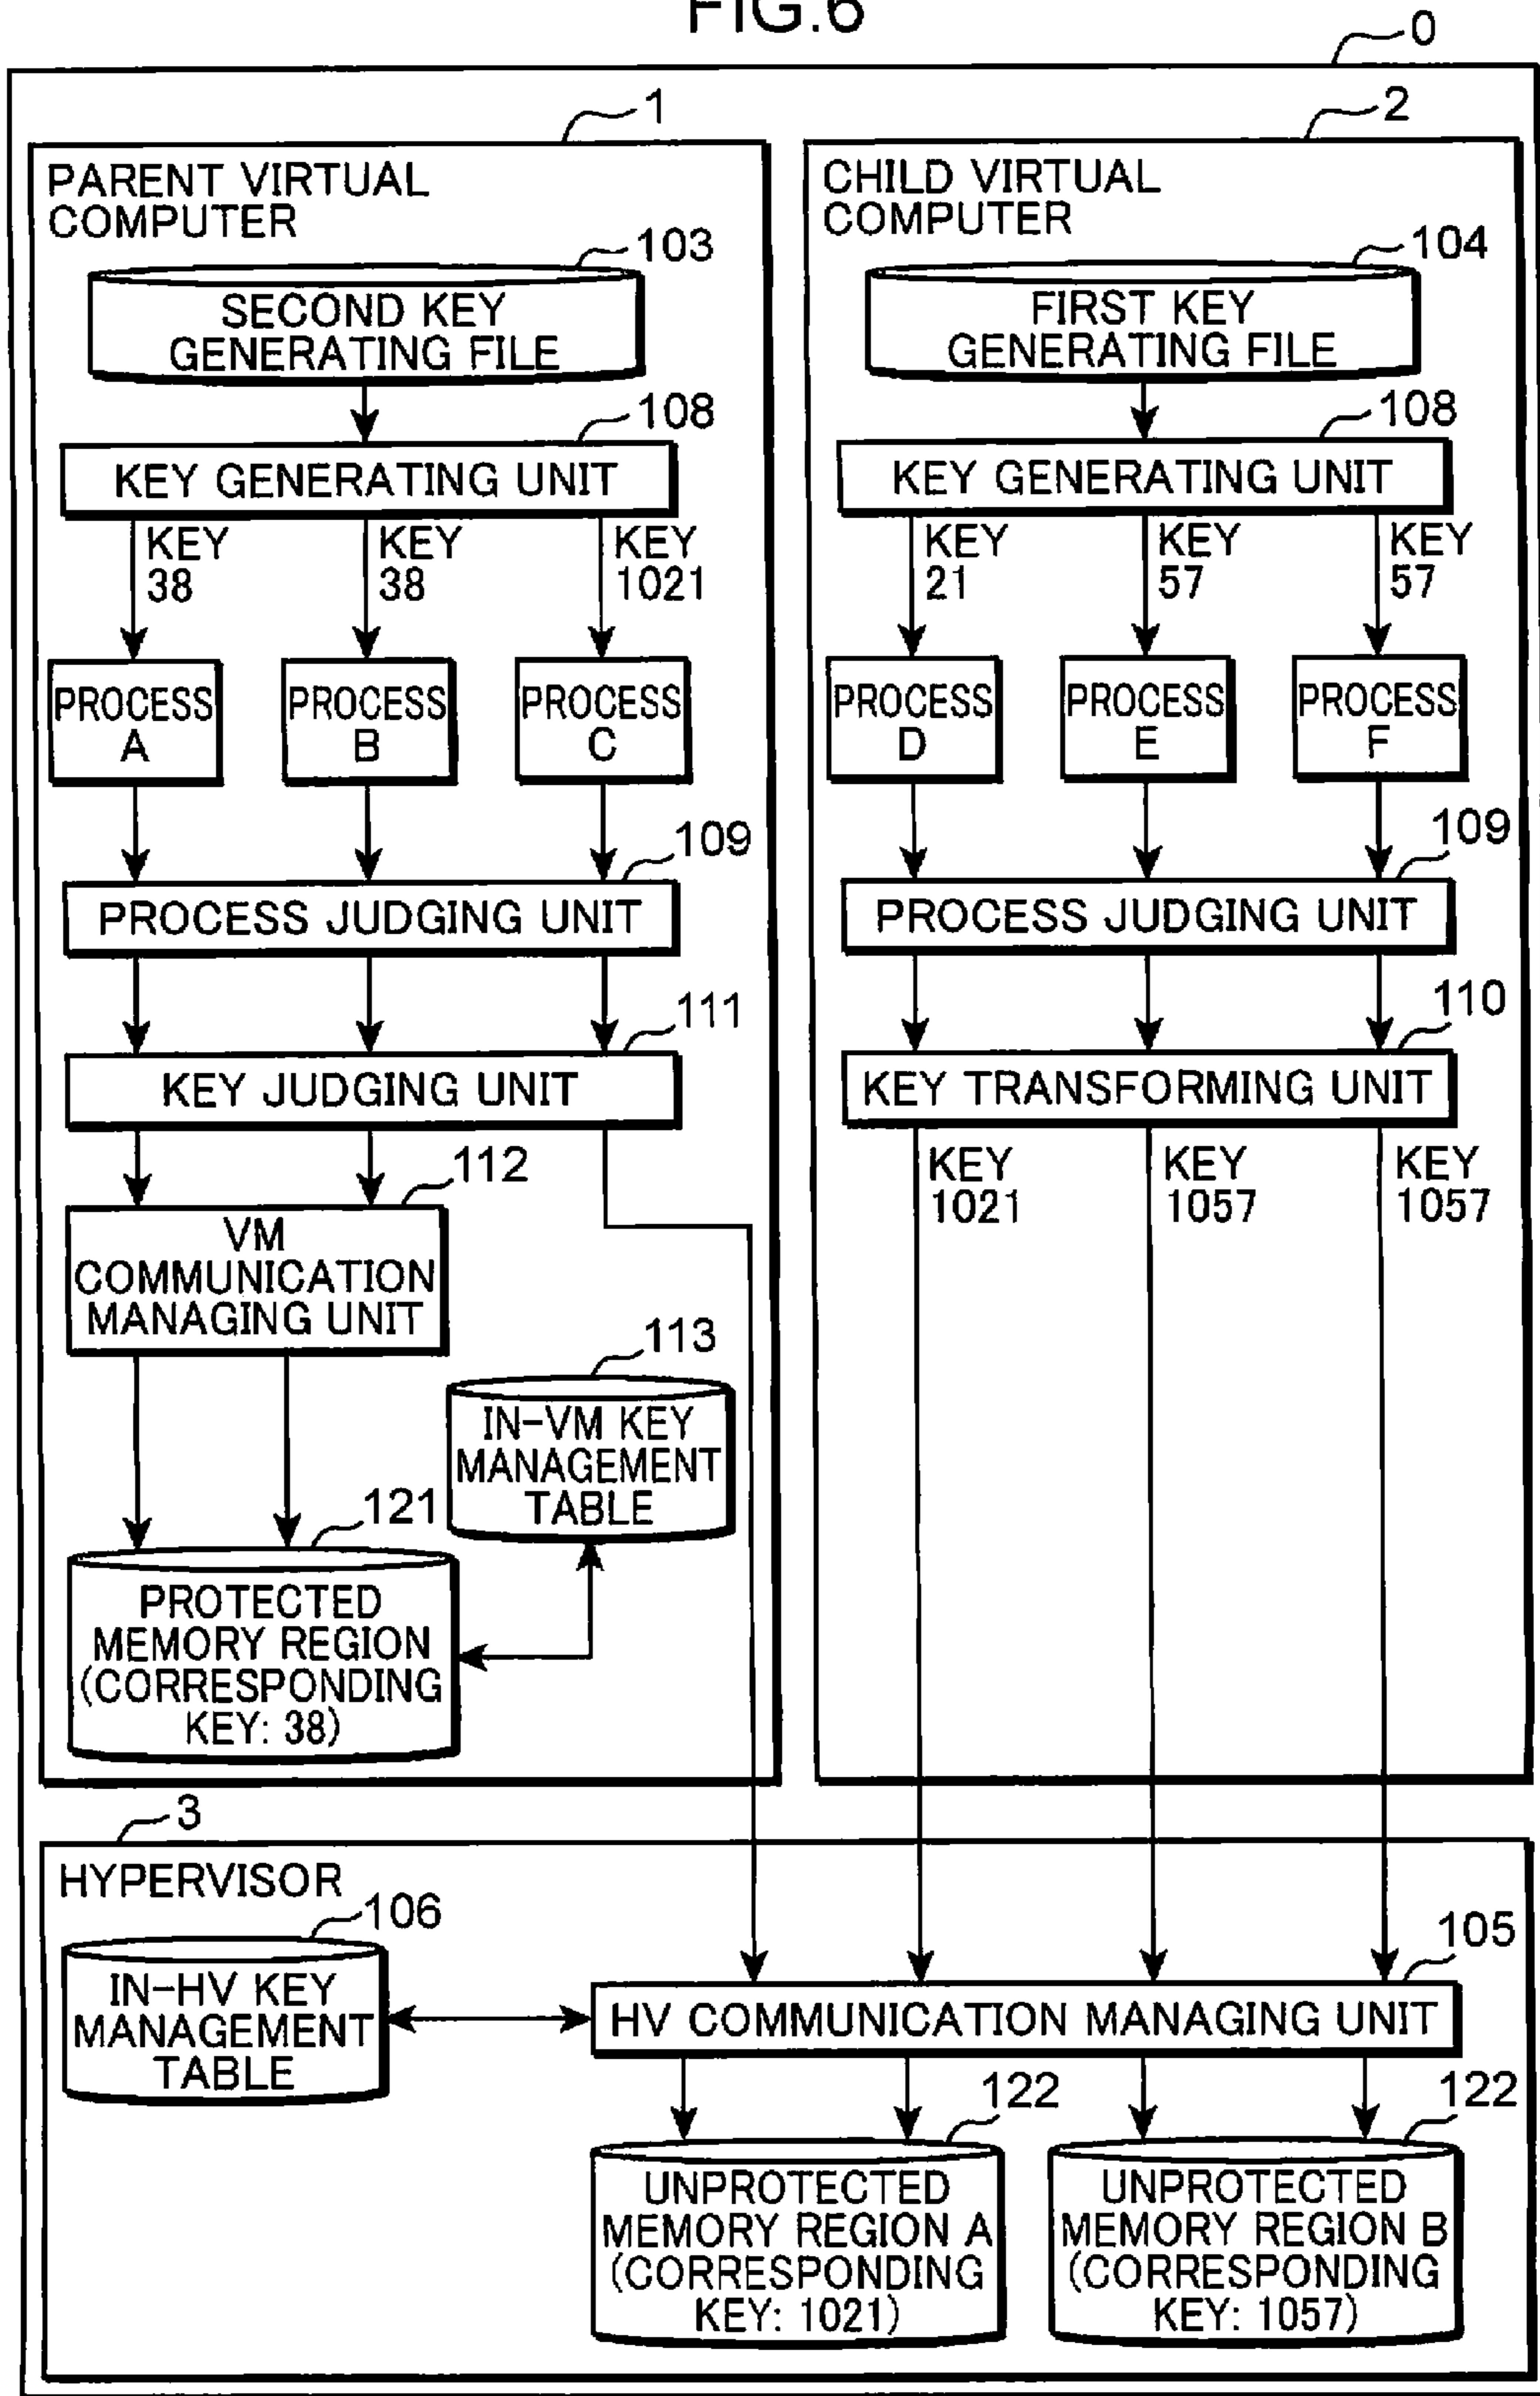 FIG.6
0
1
PARENT VIRTUAL
COMPUTER
103
SECOND KEY
GENERATING FILE
108
KEY GENERATING UNIT
KEY
38
KEY
38
KEY
1021
PROCESS
A
PROCESS
B
PROCESS
C
109
PROCESS JUDGING UNIT
111
KEY JUDGING UNIT
112
VM
COMMUNICATION
MANAGING UNIT
113
IN-VM KEY
MANAGEMENT
TABLE
121
PROTECTED
MEMORY REGION
(CORRESPONDING
KEY: 38)
2
CHILD VIRTUAL
COMPUTER
104
FIRST KEY
GENERATING FILE
108
KEY GENERATING UNIT
KEY
21
KEY
57
KEY
57
PROCESS
D
PROCESS
E
PROCESS
F
109
PROCESS JUDGING UNIT
110
KEY TRANSFORMING UNIT
KEY
1021
KEY
1057
KEY
1057
3
HYPERVISOR
106
IN-HV KEY
MANAGEMENT
TABLE
105
HV COMMUNICATION MANAGING UNIT
122
UNPROTECTED
MEMORY REGION A
(CORRESPONDING
KEY: 1021)
122
UNPROTECTED
MEMORY REGION B
(CORRESPONDING
KEY: 1057)